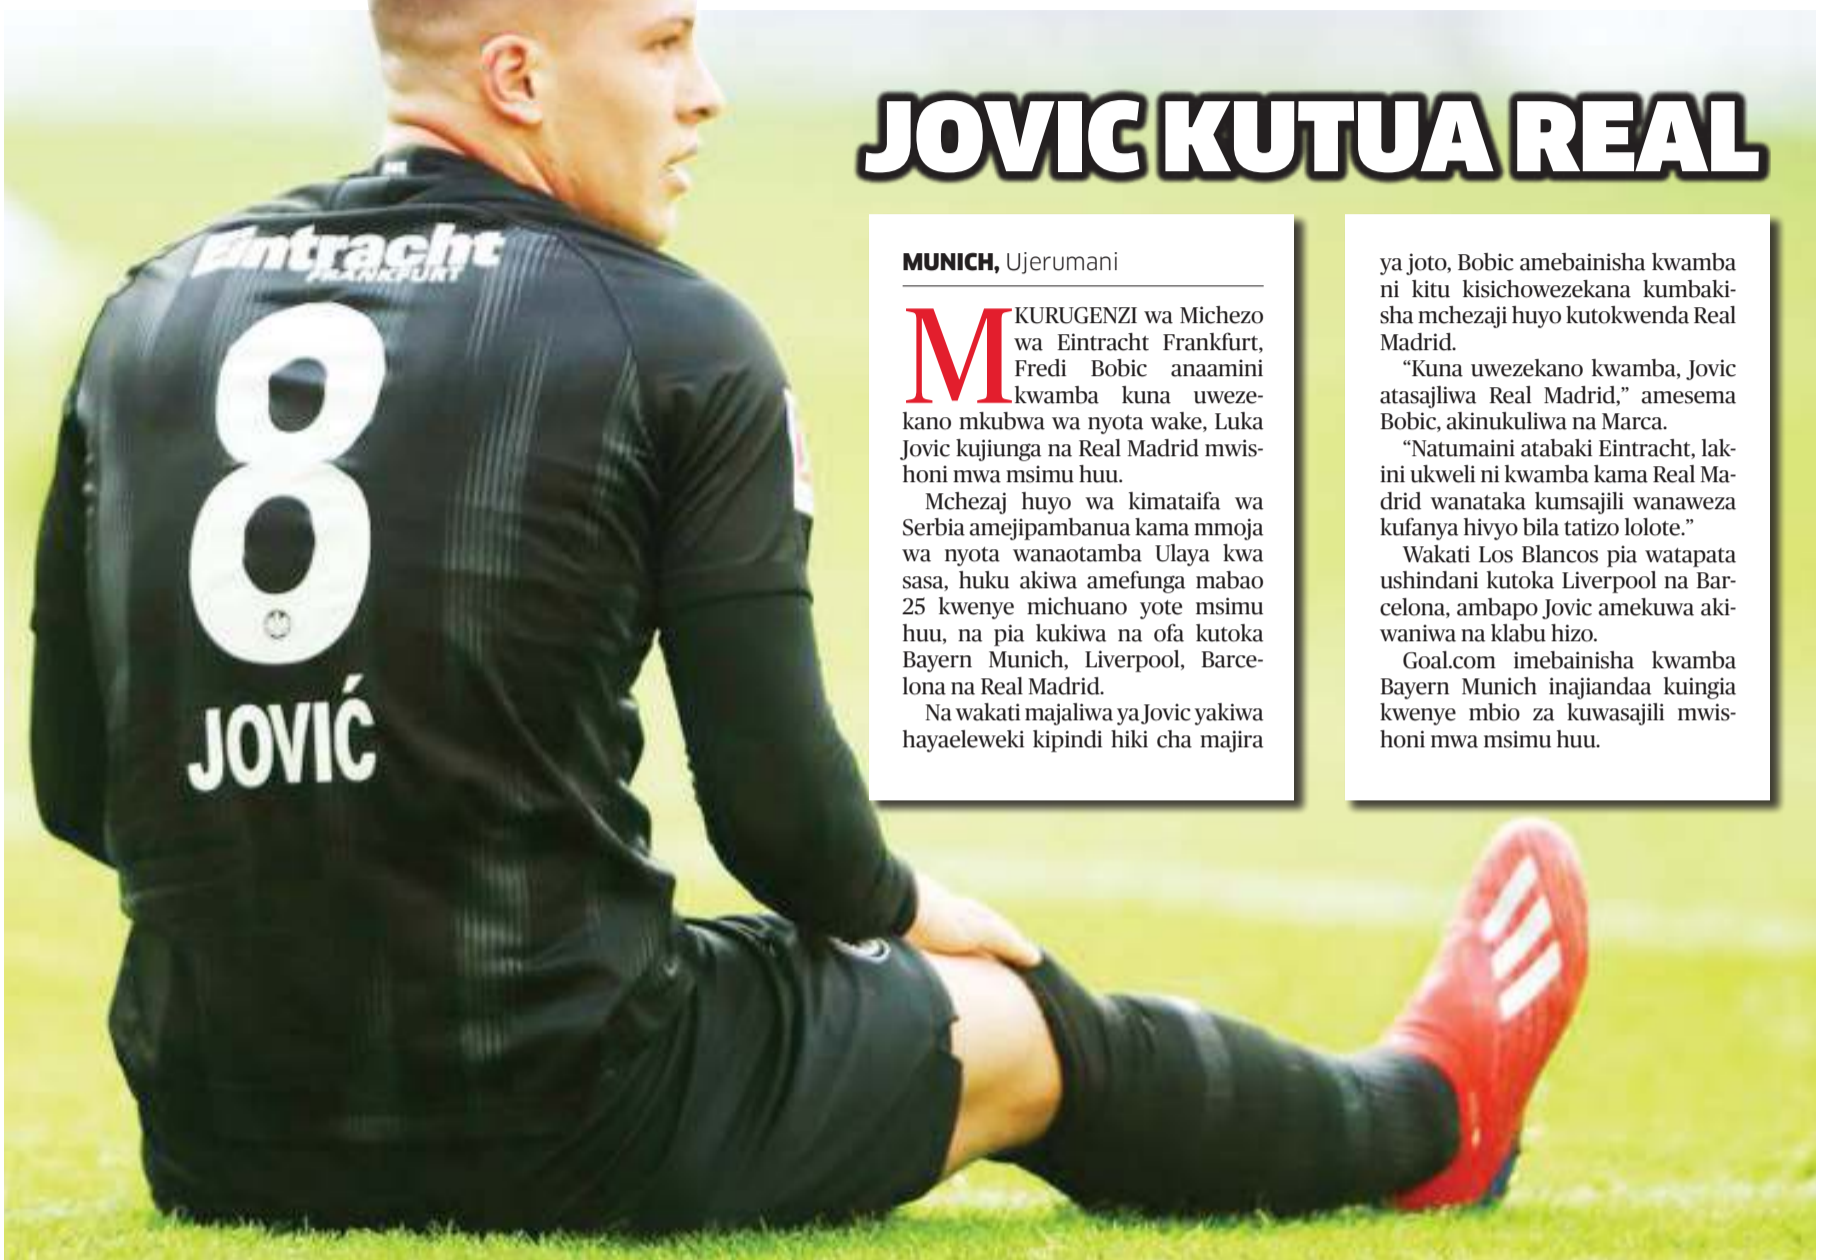 Eintracht
FRANKFURT
8
JOVIĆ
JOVIC KUTUA REAL
MUNICH, Ujerumani
MKURUGENZI wa Michezo
wa Eintracht Frankfurt,
Fredi Bobic anaamini
kwamba kuna uweze-
kano mkubwa wa nyota wake, Luka
Jovic kujiunga na Real Madrid mwis-
honi mwa msimu huu.
Mchezaj huyo wa kimataifa wa
Serbia amejipambanua kama mmoja
wa nyota wanaotamba Ulaya kwa
sasa, huku akiwa amefunga mabao
25 kwenye michuano yote msimu
huu, na pia kukiwa na ofa kutoka
Bayern Munich, Liverpool, Barce-
lona na Real Madrid.
Na wakati majaliwa ya Jovic yakiwa
hayaeleweki kipindi hiki cha majira
ya joto, Bobic amebainisha kwamba
ni kitu kisichowezekana kumbaki-
sha mchezaji huyo kutokwenda Real
Madrid.
“Kuna uwezekano kwamba, Jovic
atasajliwa Real Madrid,” amesema
Bobic, akinukuliwa na Marca.
“Natumaini atabaki Eintracht, lak-
ini ukweli ni kwamba kama Real Ma-
drid wanataka kumsajili wanaweza
kufanya hivyo bila tatizo lolote.”
Wakati Los Blancos pia watapata
ushindani kutoka Liverpool na Bar-
celona, ambapo Jovic amekuwa aki-
waniwa na klabu hizo.
Goal.com imebainisha kwamba
Bayern Munich inajiandaa kuingia
kwenye mbio za kuwasajili mwis-
honi mwa msimu huu.